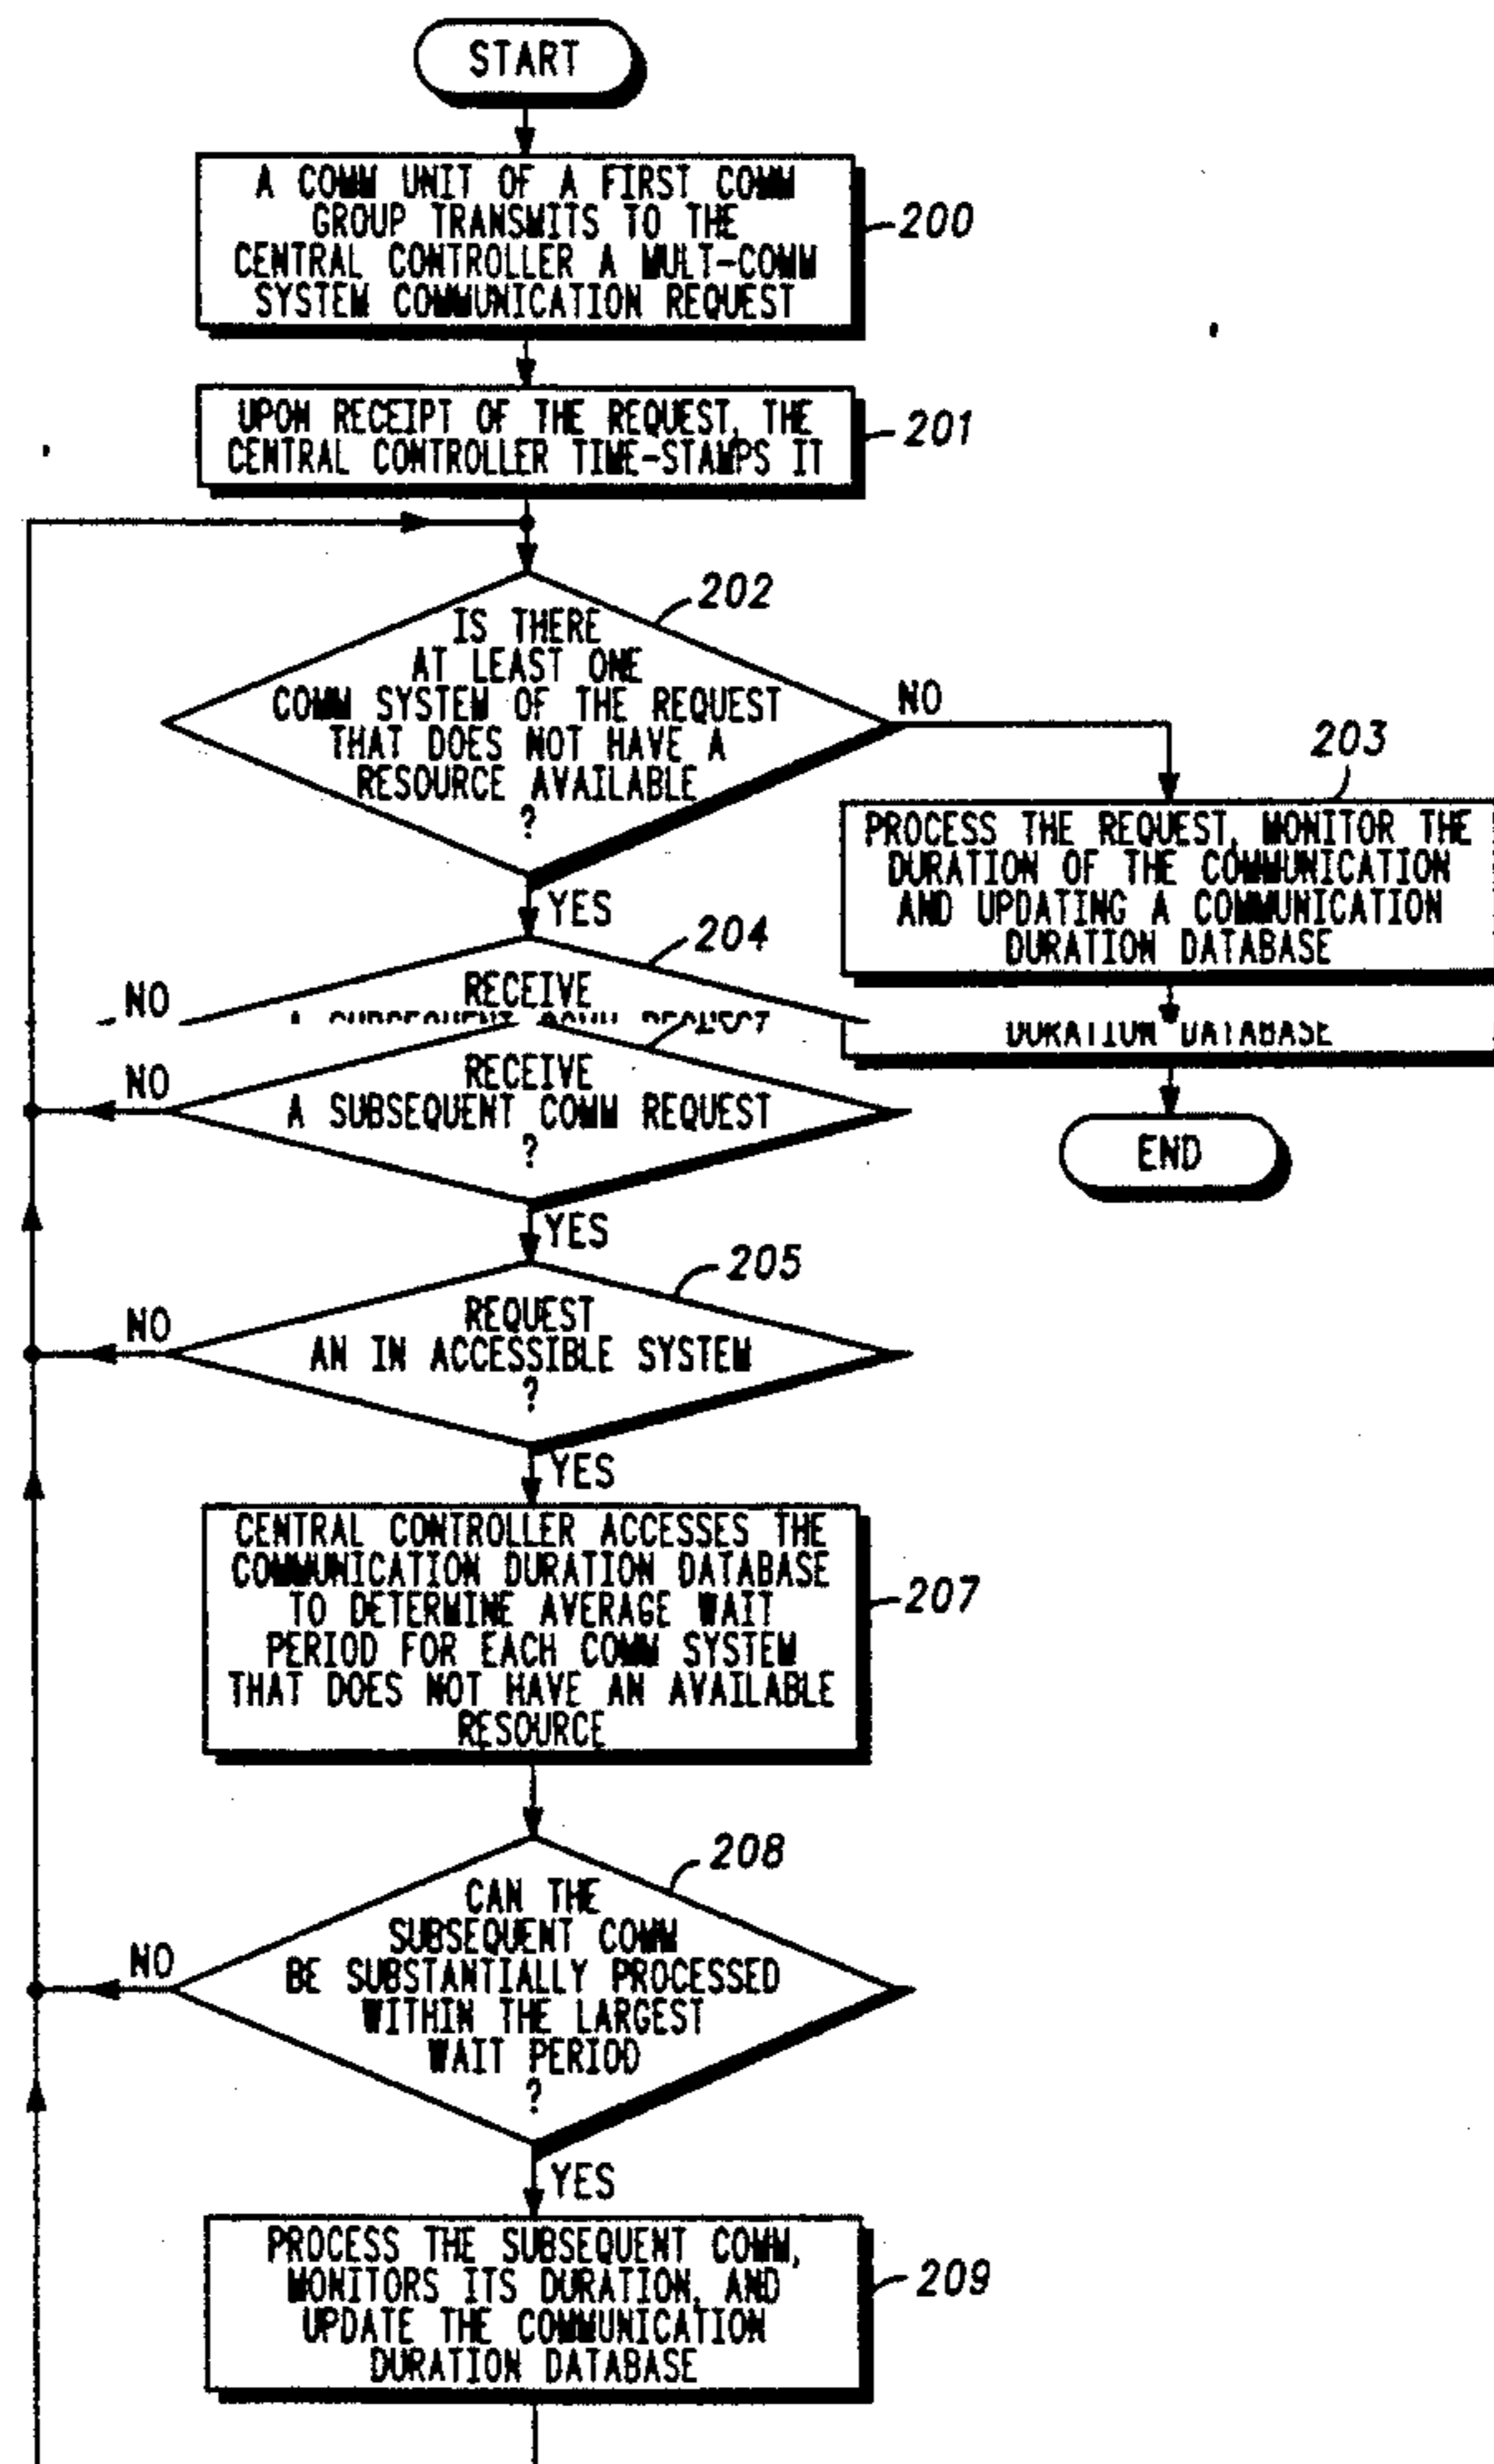 START
A COMM UNIT OF A FIRST COMM
GROUP TRANSMITS TO THE
CENTRAL CONTROLLER A MULT-COMM
SYSTEM COMMUNICATION REQUEST
200
UPON RECEIPT OF THE REQUEST, THE
CENTRAL CONTROLLER TIME-STAMPS IT
201
202
IS THERE
AT LEAST ONE
COMM SYSTEM OF THE REQUEST
THAT DOES NOT HAVE A
RESOURCE AVAILABLE
?
NO
YES
203
PROCESS THE REQUEST, MONITOR THE
DURATION OF THE COMMUNICATION
AND UPDATING A COMMUNICATION
DURATION DATABASE
204
NO
RECEIVE
A SUBSEQUENT COMM REQUEST
DURATION DATABASE
NO
RECEIVE
A SUBSEQUENT COMM REQUEST
?
YES
END
205
NO
REQUEST
AN IN ACCESSIBLE SYSTEM
?
YES
CENTRAL CONTROLLER ACCESSES THE
COMMUNICATION DURATION DATABASE
TO DETERMINE AVERAGE WAIT
PERIOD FOR EACH COMM SYSTEM
THAT DOES NOT HAVE AN AVAILABLE
RESOURCE
207
208
CAN THE
SUBSEQUENT COMM
BE SUBSTANTIALLY PROCESSED
WITHIN THE LARGEST
WAIT PERIOD
?
NO
YES
PROCESS THE SUBSEQUENT COMM,
MONITORS ITS DURATION, AND
UPDATE THE COMMUNICATION
DURATION DATABASE
209